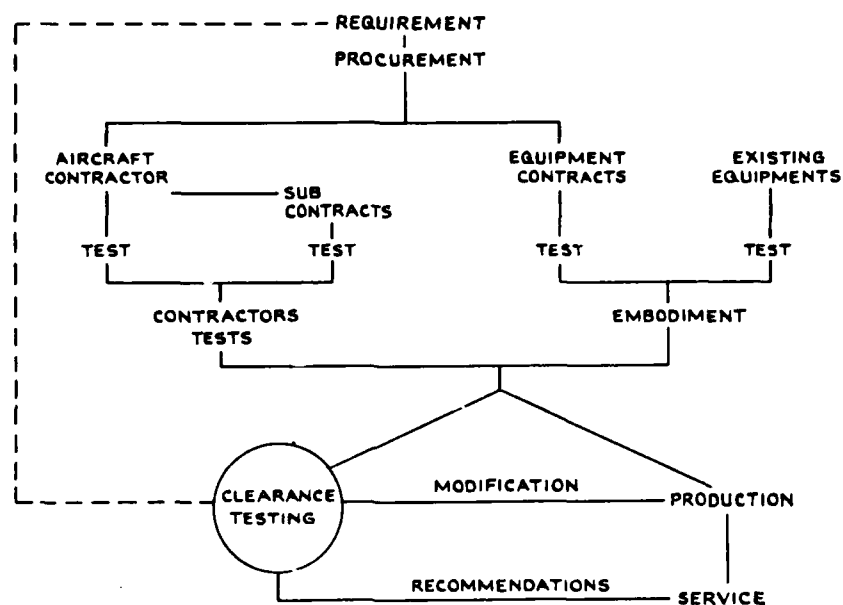 REQUIREMENT
PROCUREMENT
AIRCRAFT
CONTRACTOR
SUB
CONTRACTS
EQUIPMENT
CONTRACTS
EXISTING
EQUIPMENTS
TEST
TEST
TEST
TEST
CONTRACTORS
TESTS
EMBODIMENT
CLEARANCE
TESTING
MODIFICATION
PRODUCTION
RECOMMENDATIONS
SERVICE